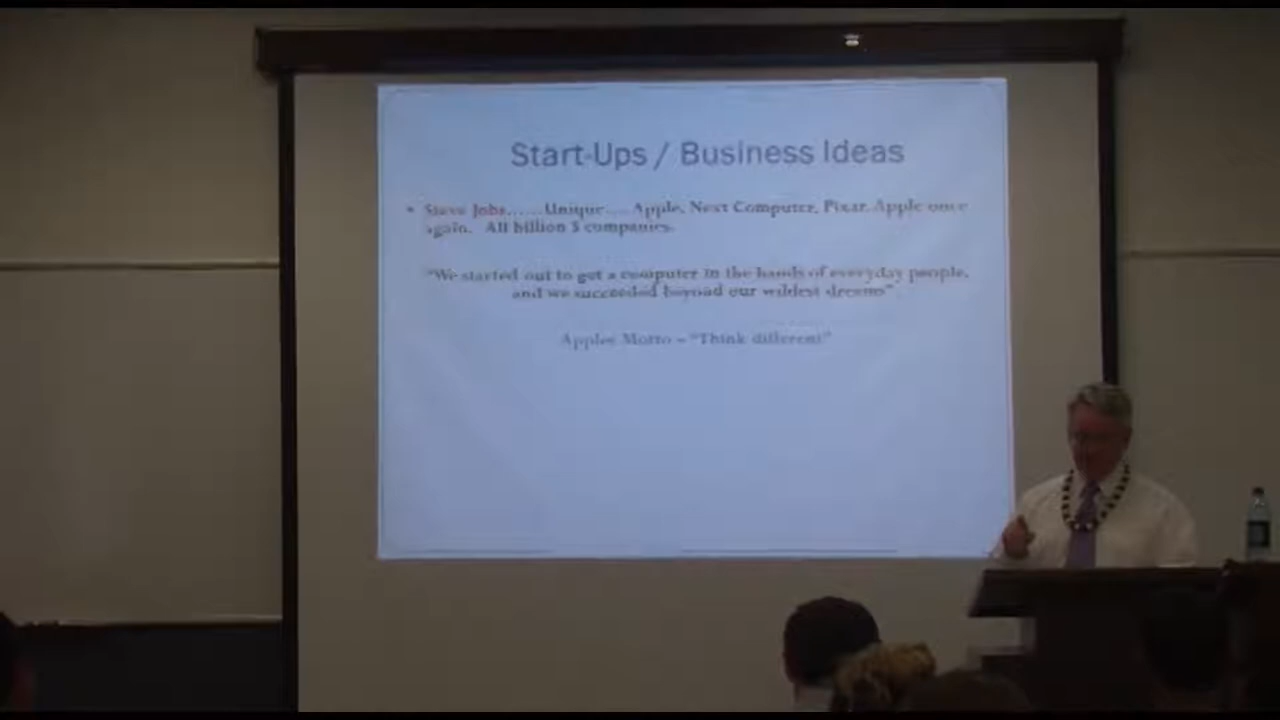 Start-Ups / Business Ideas
• Steve Jobs......Unique.....Apple, Next Computer, Pixar, Apple once
again. All billion $ companies.
"We started out to get a computer in the hands of everyday people,
and we succeeded beyond our wildest dreams"
Apples Motto – "Think different"